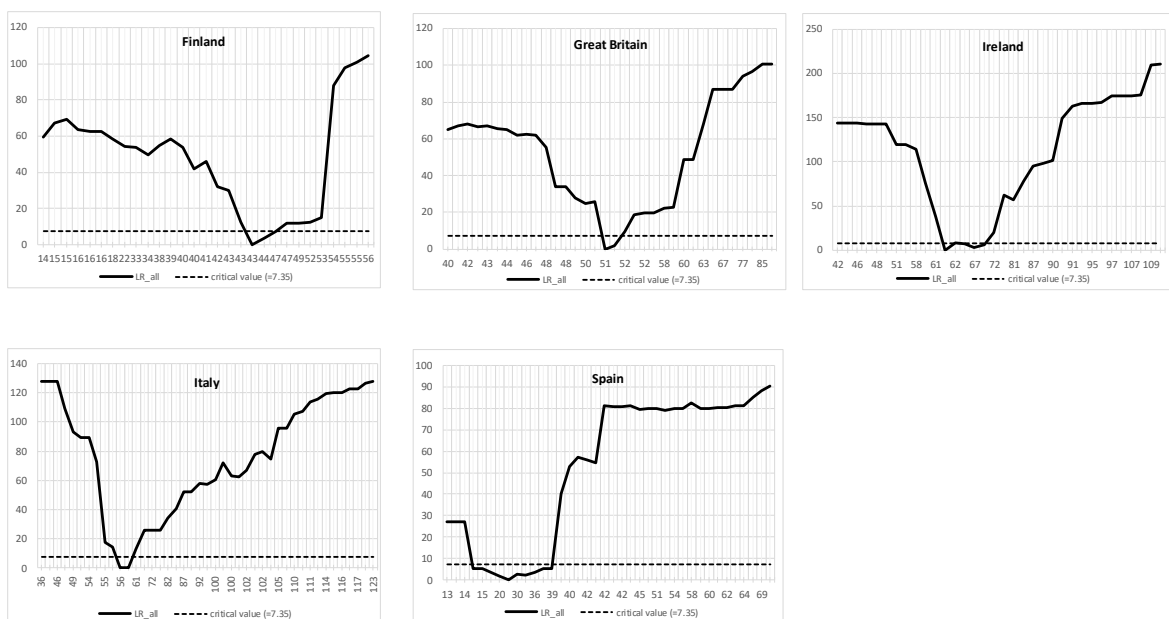 Finland
120
100
80
60
40
20
0
LR_all critical value (=7.35)
Great Britain
120
100
80
60
40
20
0
40 42 43 44 46 48 48 50 51 52 52 58 60 63 67 77 85
LR_all critical value (=7.35)
Ireland
250
200
150
100
50
0
42 46 48 51 58 61 62 67 72 81 87 90 91 95 97 107 109
LR_all critical value (=7.35)
Italy
140
120
100
80
60
40
20
0
36 46 49 54 55 56 61 72 82 87 92 100 100 102 102 105 110 111 114 116 117 123
LR_all critical value (=7.35)
Spain
100
90
80
70
60
50
40
30
20
10
0
13 14 15 20 30 36 39 40 42 42 45 51 54 58 60 62 64 69
LR_all critical value (=7.35)